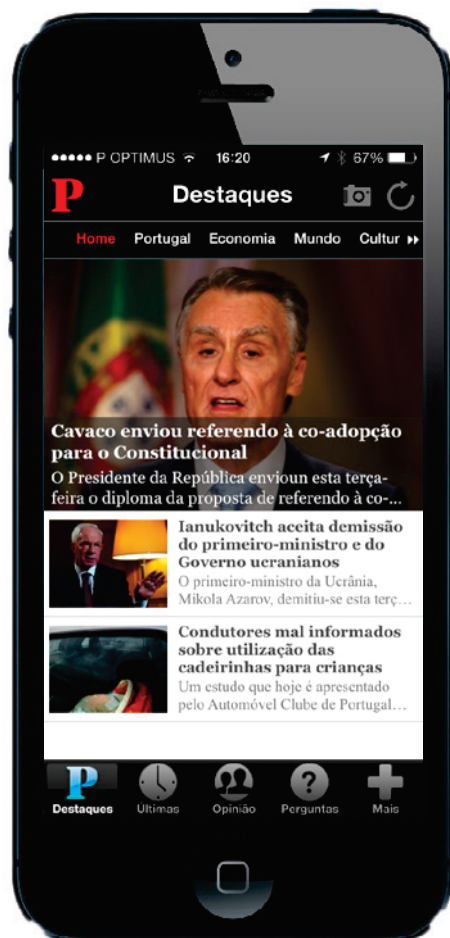 P OPTIMUS 16:20 67%
P Destaques
Home Portugal Economia Mundo Cultur
Cavaco enviou referendo à co-adopção
para o Constitucional
O Presidente da República envioun esta terça-
feira o diploma da proposta de referendo à co-...
Ianukovitch aceita demissão
do primeiro-ministro e do
Governo ucranianos
O primeiro-ministro da Ucrânia,
Mikola Azarov, demitiu-se esta terç...
Condutores mal informados
sobre utilização das
cadeirinhas para crianças
Um estudo que hoje é apresentado
pelo Automóvel Clube de Portugal...
P ?
Destaques Últimas Opinião Perguntas Mais